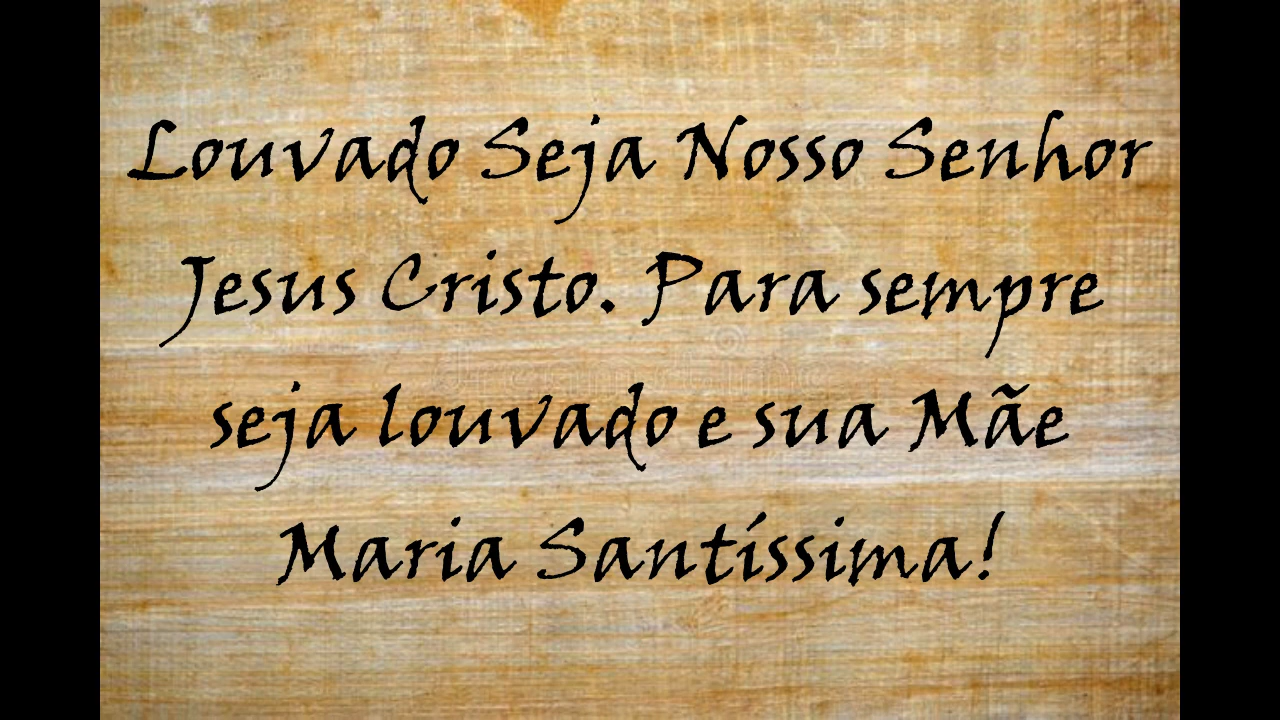 Louvado Seja Nosso Senhor
Jesus Cristo. Para sempre
seja louvado e sua Mãe
Maria Santíssima!